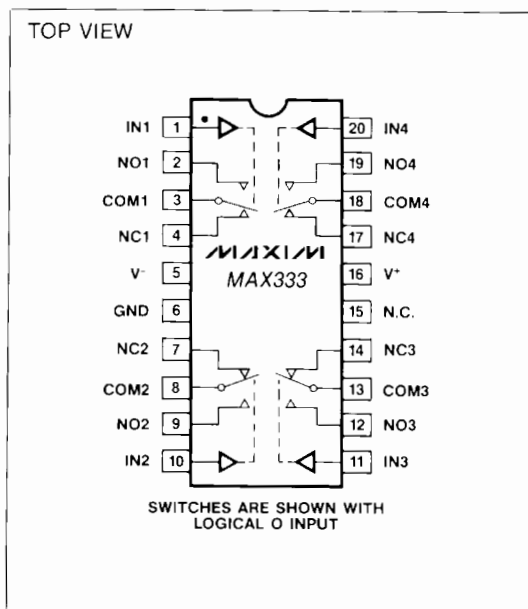 TOP VIEW
IN1 1 20 IN4
NO1 2 19 NO4
COM1 3 18 COM4
NC1 4 17 NC4
MAXIM
V- 5 16 V+
MAX333
GND 6 15 N.C.
NC2 7 14 NC3
COM2 8 13 COM3
NO2 9 12 NO3
IN2 10 11 IN3
SWITCHES ARE SHOWN WITH
LOGICAL O INPUT